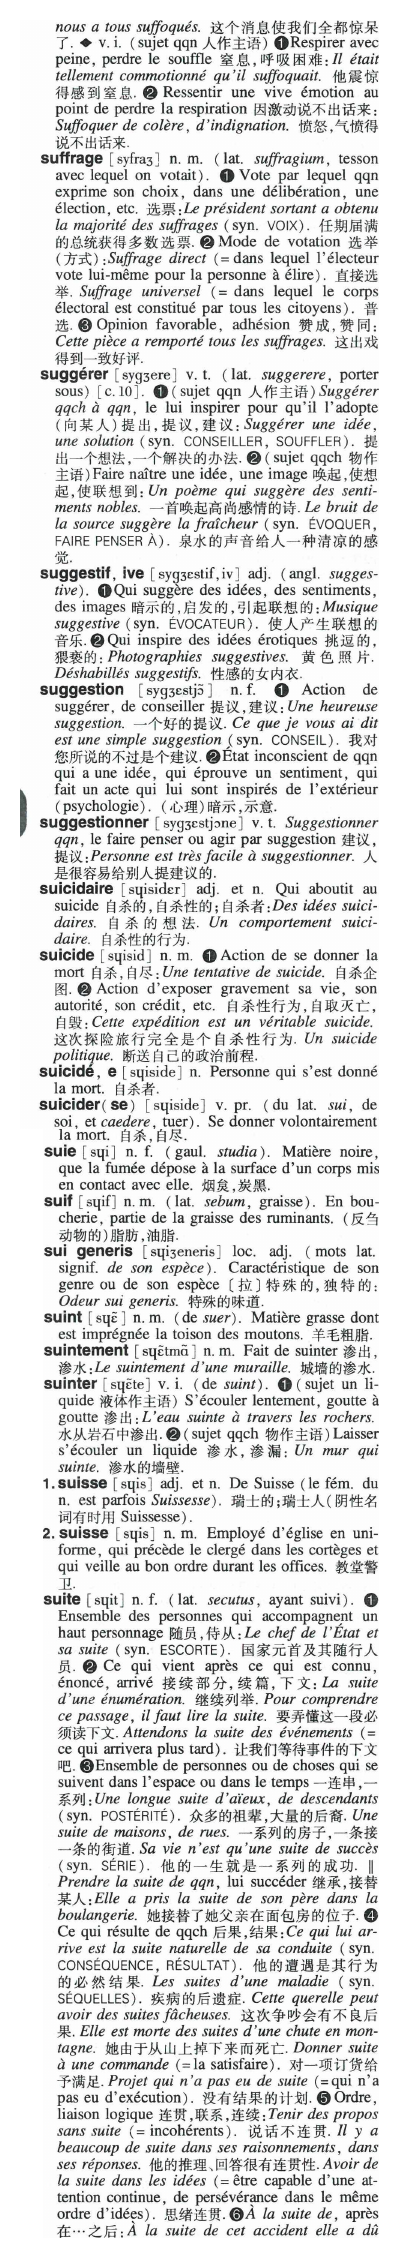 nous a tous suffoqués. 这个消息使我们全都惊呆
了. ◆ v. i. (sujet qqn 人作主语) ❶Respirer avec
peine, perdre le souffle 窒息,呼吸困难: Il était
tellement commotionné qu'il suffoquait. 他震惊
得感到窒息. ❷ Ressentir une vive émotion au
point de perdre la respiration 因激动说不出话来:
Suffoquer de colère, d'indignation. 愤怒,气愤得
说不出话来.
suffrage [syfraʒ] n. m. (lat. suffragium, tesson
avec lequel on votait). ❶ Vote par lequel qqn
exprime son choix, dans une délibération, une
élection, etc. 选票:Le président sortant a obtenu
la majorité des suffrages (syn. VOIX). 任期届满
的总统获得多数选票. ❷ Mode de votation 选举
(方式):Suffrage direct (= dans lequel l'électeur
vote lui-même pour la personne à élire). 直接选
举. Suffrage universel (= dans lequel le corps
électoral est constitué par tous les citoyens). 普
选. ❸ Opinion favorable, adhésion 赞成,赞同:
Cette pièce a remporté tous les suffrages. 这出戏
得到一致好评.
suggérer [sygʒere] v. t. (lat. suggerere, porter
sous) [c. 10]. ❶(sujet qqn 人作主语)Suggérer
qqch à qqn, le lui inspirer pour qu'il l'adopte
(向某人)提出,提议,建议: Suggérer une idée,
une solution (syn. CONSEILLER, SOUFFLER). 提
出一个想法,一个解决的办法. ❷(sujet qqch 物作
主语)Faire naître une idée, une image 唤起,使想
起,使联想到: Un poème qui suggère des senti-
ments nobles. 一首唤起高尚感情的诗. Le bruit de
la source suggère la fraîcheur (syn. ÉVOQUER,
FAIRE PENSER À). 泉水的声音给人一种清凉的感
觉.
suggestif, ive [sygʒɛstif,iv] adj. (angl. sugges-
tive). ❶Qui suggère des idées, des sentiments,
des images 暗示的,启发的,引起联想的:Musique
suggestive (syn. ÉVOCATEUR). 使人产生联想的
音乐. ❷Qui inspire des idées érotiques 挑逗的,
猥亵的: Photographies suggestives. 黄色照片.
Déshabillés suggestifs. 性感的女内衣.
suggestion [sygʒɛstjɔ̃] n. f. ❶ Action de
suggérer, de conseiller 提议,建议:Une heureuse
suggestion. 一个好的提议. Ce que je vous ai dit
est une simple suggestion (syn. CONSEIL). 我对
您所说的不过是个建议. ❷État inconscient de qqn
qui a une idée, qui éprouve un sentiment, qui
fait un acte qui lui sont inspirés de l'extérieur
(psychologie). (心理)暗示,示意.
suggestionner [sygʒɛstjɔne] v. t. Suggestionner
qqn, le faire penser ou agir par suggestion 建议,
提议:Personne est très facile à suggestionner. 人
是很容易给别人提建议的.
suicidaire [sɥisidɛr] adj. et n. Qui aboutit au
suicide 自杀的,自杀性的;自杀者:Des idées suici-
daires. 自杀的想法. Un comportement suici-
daire. 自杀性的行为.
suicide [sɥisid] n. m. ❶Action de se donner la
mort 自杀,自尽:Une tentative de suicide. 自杀企
图. ❷ Action d'exposer gravement sa vie, son
autorité, son crédit, etc. 自杀性行为,自取灭亡,
自毁: Cette expédition est un véritable suicide.
这次探险旅行完全是个自杀性行为. Un suicide
politique. 断送自己的政治前程.
suicidé, e [sɥiside] n. Personne qui s'est donné
la mort. 自杀者.
suicider(se) [sɥiside] v. pr. (du lat. sui, de
soi, et caedere, tuer). Se donner volontairement
la mort. 自杀,自尽.
suie [sɥi] n. f. (gaul. studia). Matière noire,
que la fumée dépose à la surface d'un corps mis
en contact avec elle. 烟炱,炭黑.
suif [sɥif] n. m. (lat. sebum, graisse). En bou-
cherie, partie de la graisse des ruminants. (反刍
动物的)脂肪,油脂.
sui generis [sɥiʒeneris] loc. adj. (mots lat.
signif. de son espèce). Caractéristique de son
genre ou de son espèce 〔拉〕特殊的,独特的:
Odeur sui generis. 特殊的味道.
suint [sɥɛ̃] n. m. (de suer). Matière grasse dont
est imprégnée la toison des moutons. 羊毛粗脂.
suintement [sɥɛ̃tmɑ̃] n. m. Fait de suinter 渗出,
渗水:Le suintement d'une muraille. 城墙的渗水.
suinter [sɥɛ̃te] v. i. (de suint). ❶(sujet un li-
quide 液体作主语) S'écouler lentement, goutte à
goutte 渗出: L'eau suinte à travers les rochers.
水从岩石中渗出. ❷(sujet qqch 物作主语)Laisser
s'écouler un liquide 渗水,渗漏: Un mur qui
suinte. 渗水的墙壁.
1. suisse [sɥis] adj. et n. De Suisse (le fém. du
n. est parfois Suissesse). 瑞士的;瑞士人(阴性名
词有时用 Suissesse).
2. suisse [sɥis] n. m. Employé d'église en uni-
forme, qui précède le clergé dans les cortèges et
qui veille au bon ordre durant les offices. 教堂警
卫.
suite [sɥit] n. f. (lat. secutus, ayant suivi). ❶
Ensemble des personnes qui accompagnent un
haut personnage 随员,侍从:Le chef de l'État et
sa suite (syn. ESCORTE). 国家元首及其随行人
员. ❷ Ce qui vient après ce qui est connu,
énoncé, arrivé 接续部分,续篇,下文: La suite
d'une énumération. 继续列举. Pour comprendre
ce passage, il faut lire la suite. 要弄懂这一段必
须读下文. Attendons la suite des événements (=
ce qui arrivera plus tard). 让我们等待事件的下文
吧. ❸Ensemble de personnes ou de choses qui se
suivent dans l'espace ou dans le temps 一连串,一
系列:Une longue suite d'aïeux, de descendants
(syn. POSTÉRITÉ). 众多的祖辈,大量的后裔. Une
suite de maisons, de rues. 一系列的房子,一条接
一条的街道. Sa vie n'est qu'une suite de succès
(syn. SÉRIE). 他的一生就是一系列的成功. ‖
Prendre la suite de qqn, lui succéder 继承,接替
某人:Elle a pris la suite de son père dans la
boulangerie. 她接替了她父亲在面包房的位子. ❹
Ce qui résulte de qqch 后果,结果:Ce qui lui ar-
rive est la suite naturelle de sa conduite (syn.
CONSÉQUENCE, RÉSULTAT). 他的遭遇是其行为
的必然结果. Les suites d'une maladie (syn.
SÉQUELLES). 疾病的后遗症. Cette querelle peut
avoir des suites fâcheuses. 这次争吵会有不良后
果. Elle est morte des suites d'une chute en mon-
tagne. 她由于从山上掉下来而死亡. Donner suite
à une commande (=la satisfaire). 对一项订货给
予满足. Projet qui n'a pas eu de suite (=qui n'a
pas eu d'exécution). 没有结果的计划. ❺Ordre,
liaison logique 连贯,联系,连续:Tenir des propos
sans suite (= incohérents). 说话不连贯. Il y a
beaucoup de suite dans ses raisonnements, dans
ses réponses. 他的推理、回答很有连贯性. Avoir de
la suite dans les idées (=être capable d'une at-
tention continue, de persévérance dans le même
ordre d'idées). 思绪连贯. ❻À la suite de, après
在…之后: À la suite de cet accident elle a dû